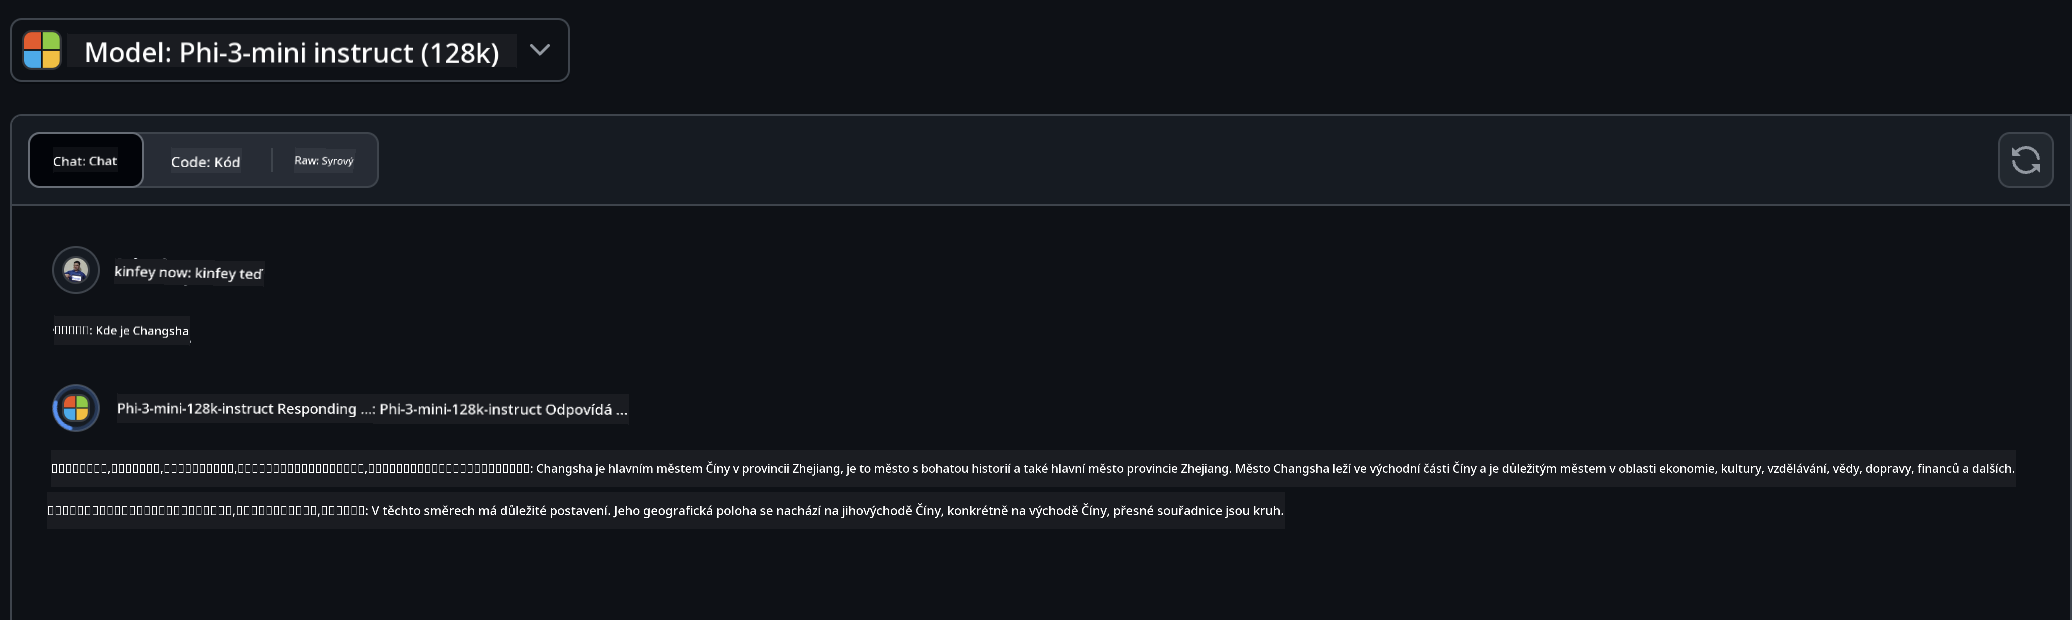 Model: Phi-3-mini instruct (128k)
Chat: Chat
Code: Kód
Raw: Syrový
kinfey now: kinfey teď
: Kde je Changsha
Phi-3-mini-128k-instruct Responding ...: Phi-3-mini-128k-instruct Odpovídá ...
: Changsha je hlavním městem Číny v provincii Zhejiang, je to město s bohatou historií a také hlavní město provincie Zhejiang. Město Changsha leží ve východní části Číny a je důležitým městem v oblasti ekonomie, kultury, vzdělávání, vědy, dopravy, financů a dalších.
: V těchto směrech má důležité postavení. Jeho geografická poloha se nachází na jihovýchodě Číny, konkrétně na východě Číny, přesné souřadnice jsou kruh.